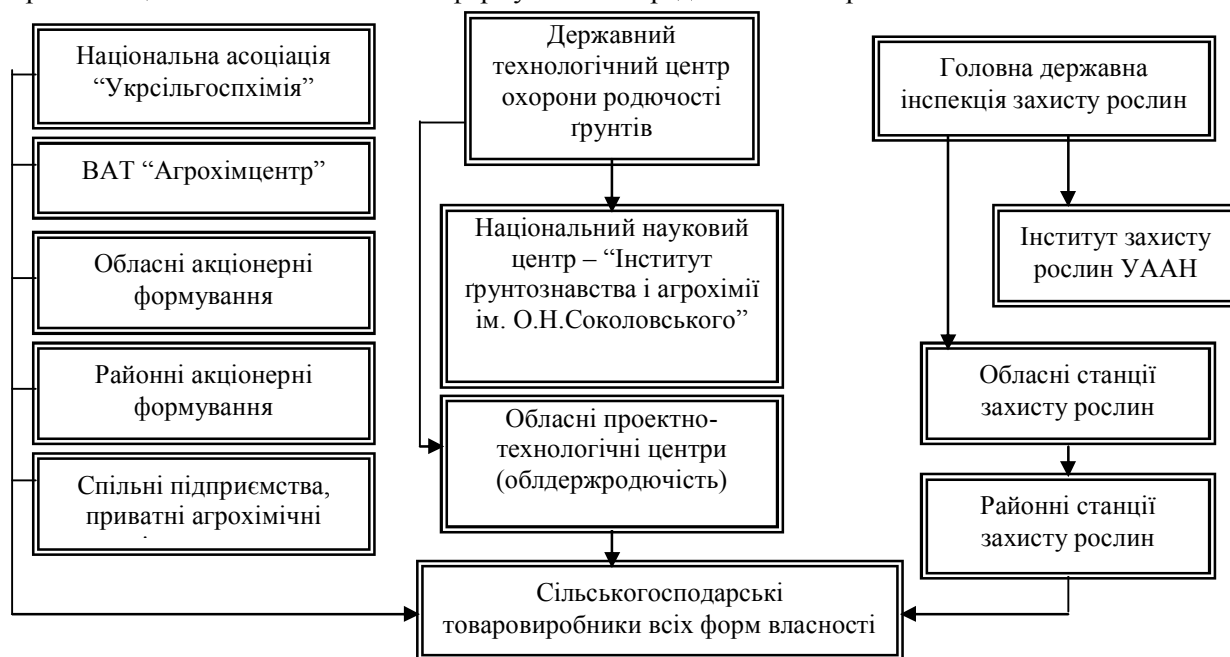 Національна асоціація
“Укрсільгоспхімія”
ВАТ “Агрохімцентр”
Обласні акціонерні
формування
Районні акціонерні
формування
Спільні підприємства,
приватні агрохімічні
Державний
технологічний центр
охорони родючості
ґрунтів
Національний науковий
центр – “Інститут
ґрунтознавства і агрохімії
ім. О.Н.Соколовського”
Обласні проектно-
технологічні центри
(облдержродючість)
Головна державна
інспекція захисту рослин
Інститут захисту
рослин УААН
Обласні станції
захисту рослин
Районні станції
захисту рослин
Сільськогосподарські
товаровиробники всіх форм власності